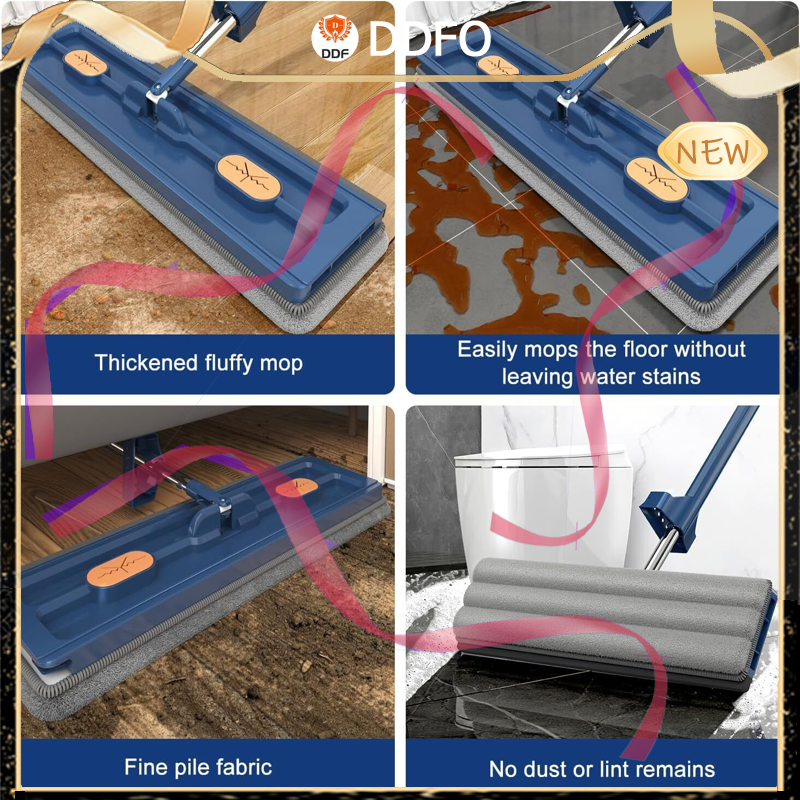 DDF
DDFO
NEW
Thickened fluffy mop
Easily mops the floor without
leaving water stains
Fine pile fabric
No dust or lint remains